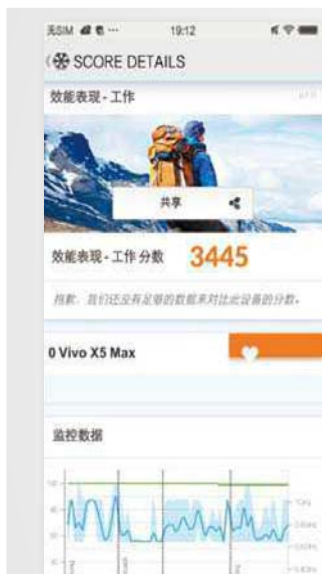 无SIM
19:12
SCORE DETAILS
效能表现 - 工作
共享
效能表现 - 工作 分数 3445
抱歉，我们还没有足够的数据来对比此设备的分数。
0 Vivo X5 Max
监控数据